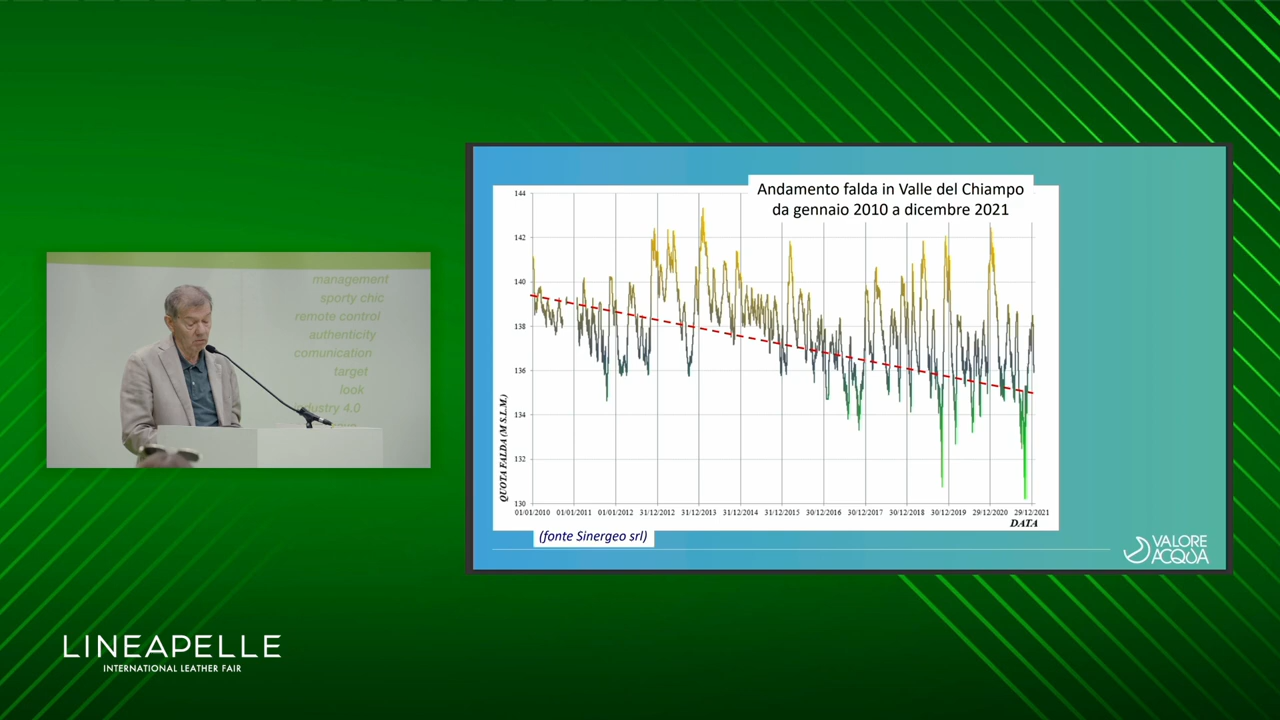 management
sporty chic
remote control
authenticity
comunication
target
look
industry 4.0
LINEAPELLE
INTERNATIONAL LEATHER FAIR
Andamento falda in Valle del Chiampo
da gennaio 2010 a dicembre 2021
144
142
140
138
136
134
132
130
QUOTA FALDA (M S.L.M.)
01/01/2010 01/01/2011 01/01/2012 31/12/2012 31/12/2013 31/12/2014 31/12/2015 30/12/2016 30/12/2017 30/12/2018 30/12/2019 29/12/2020 29/12/2021
DATA
(fonte Sinergeo srl)
VALORE
ACQUA